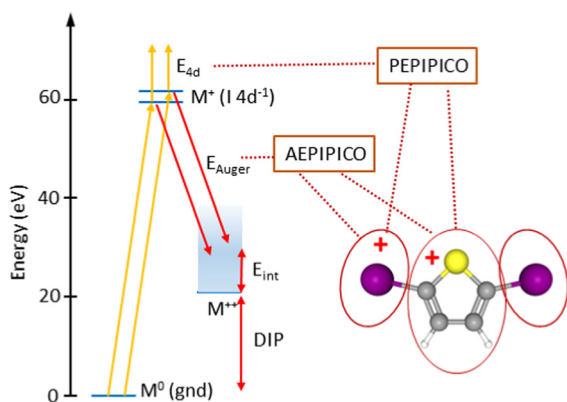 Energy (eV)
60
40
20
0
E4d
M⁺ (I 4d⁻¹)
EAuger
Eint
M⁺⁺
DIP
M⁰ (gnd)
PEPIPICO
AEPIPICO
+
+